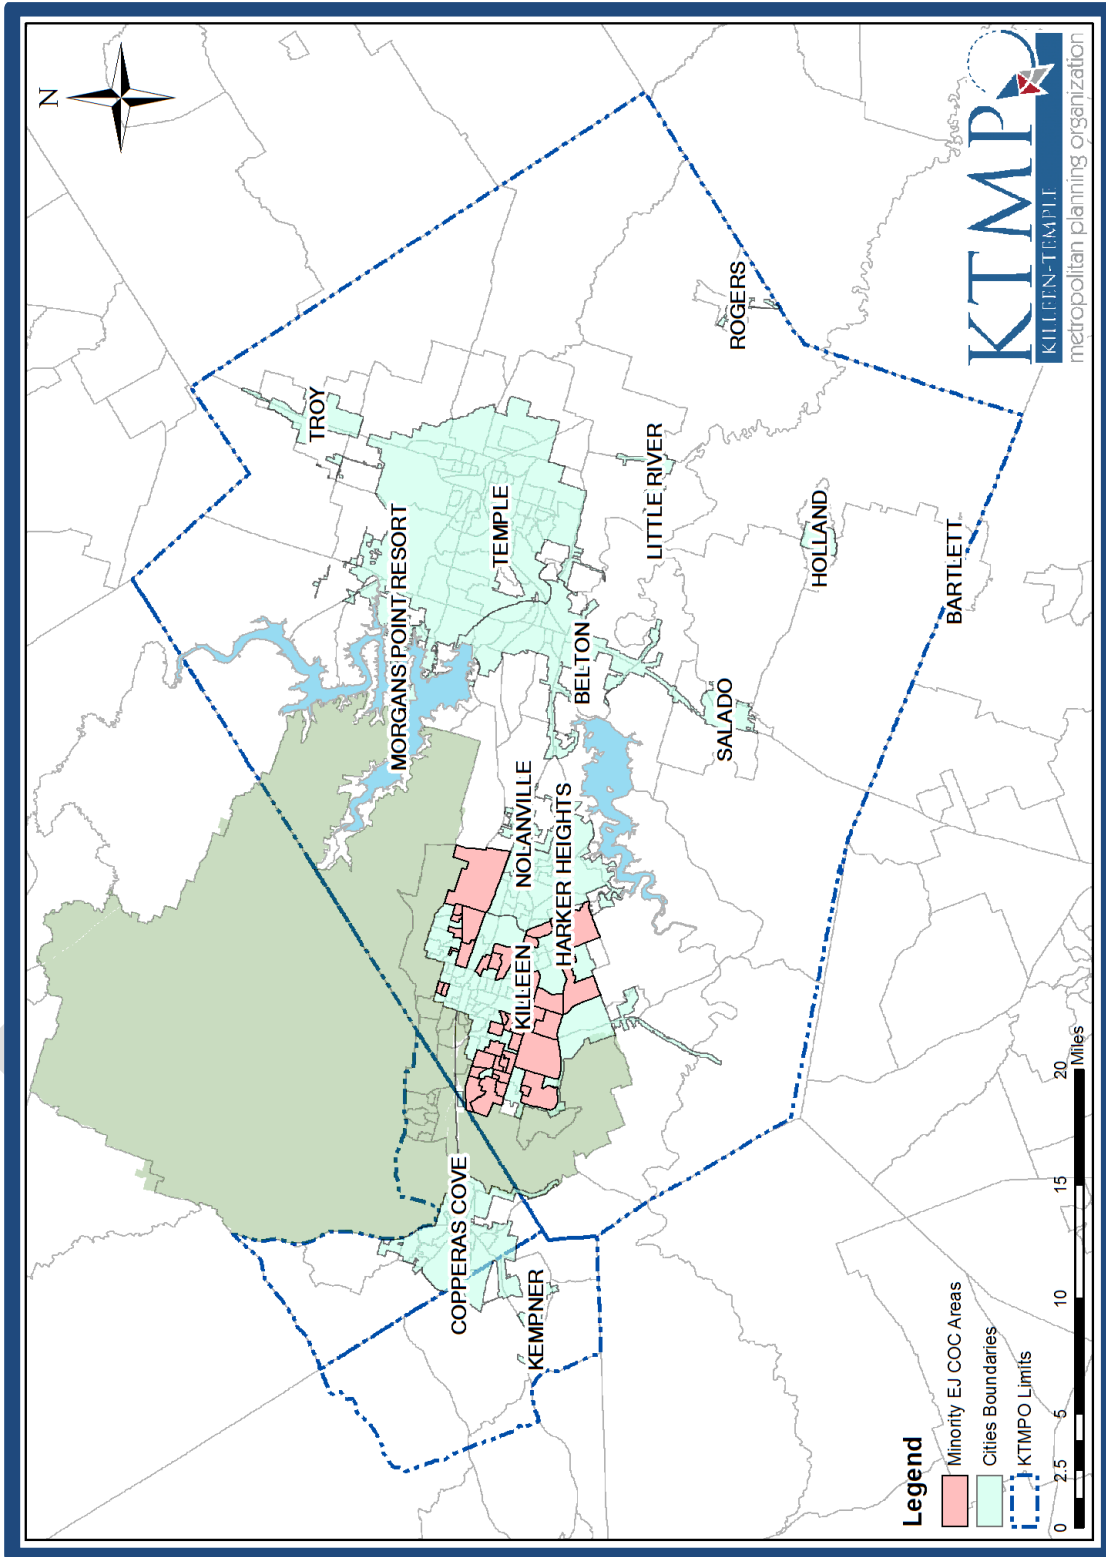 N
TROY
MORGANS POINT RESORT
TEMPLE
ROGERS
LITTLE RIVER
BELTON
HOLLAND
NOLANVILLE
HARKER HEIGHTS
KILLEEN
SALADO
BARTLETT
COPPERAS COVE
KEMPNER
Legend
Minority EJ COC Areas
Cities Boundaries
KTMPO Limits
0 2.5 5 10 15 20
Miles
KTMP
KILLEEN-TEMPLE
metropolitan planning organization